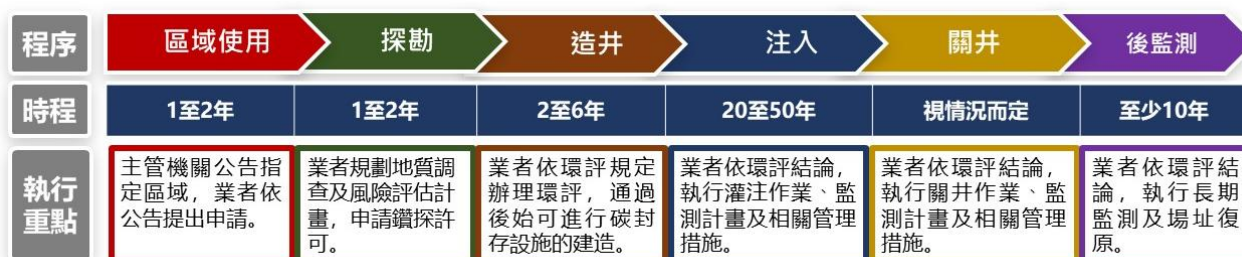 程序
區域使用
探勘
造井
注入
關井
後監測
時程
1至2年
1至2年
2至6年
20至50年
視情況而定
至少10年
執行
重點
主管機關公告指
定區域，業者依
公告提出申請。
業者規劃地質調
查及風險評估計
畫，申請鑽探許
可。
業者依環評規定
辦理環評，通過
後始可進行碳封
存設施的建造。
業者依環評結論，
執行灌注作業、監
測計畫及相關管理
措施。
業者依環評結論，
執行關井作業、監
測計畫及相關管理
措施。
業者依環評結
論，執行長期
監測及場址復
原。